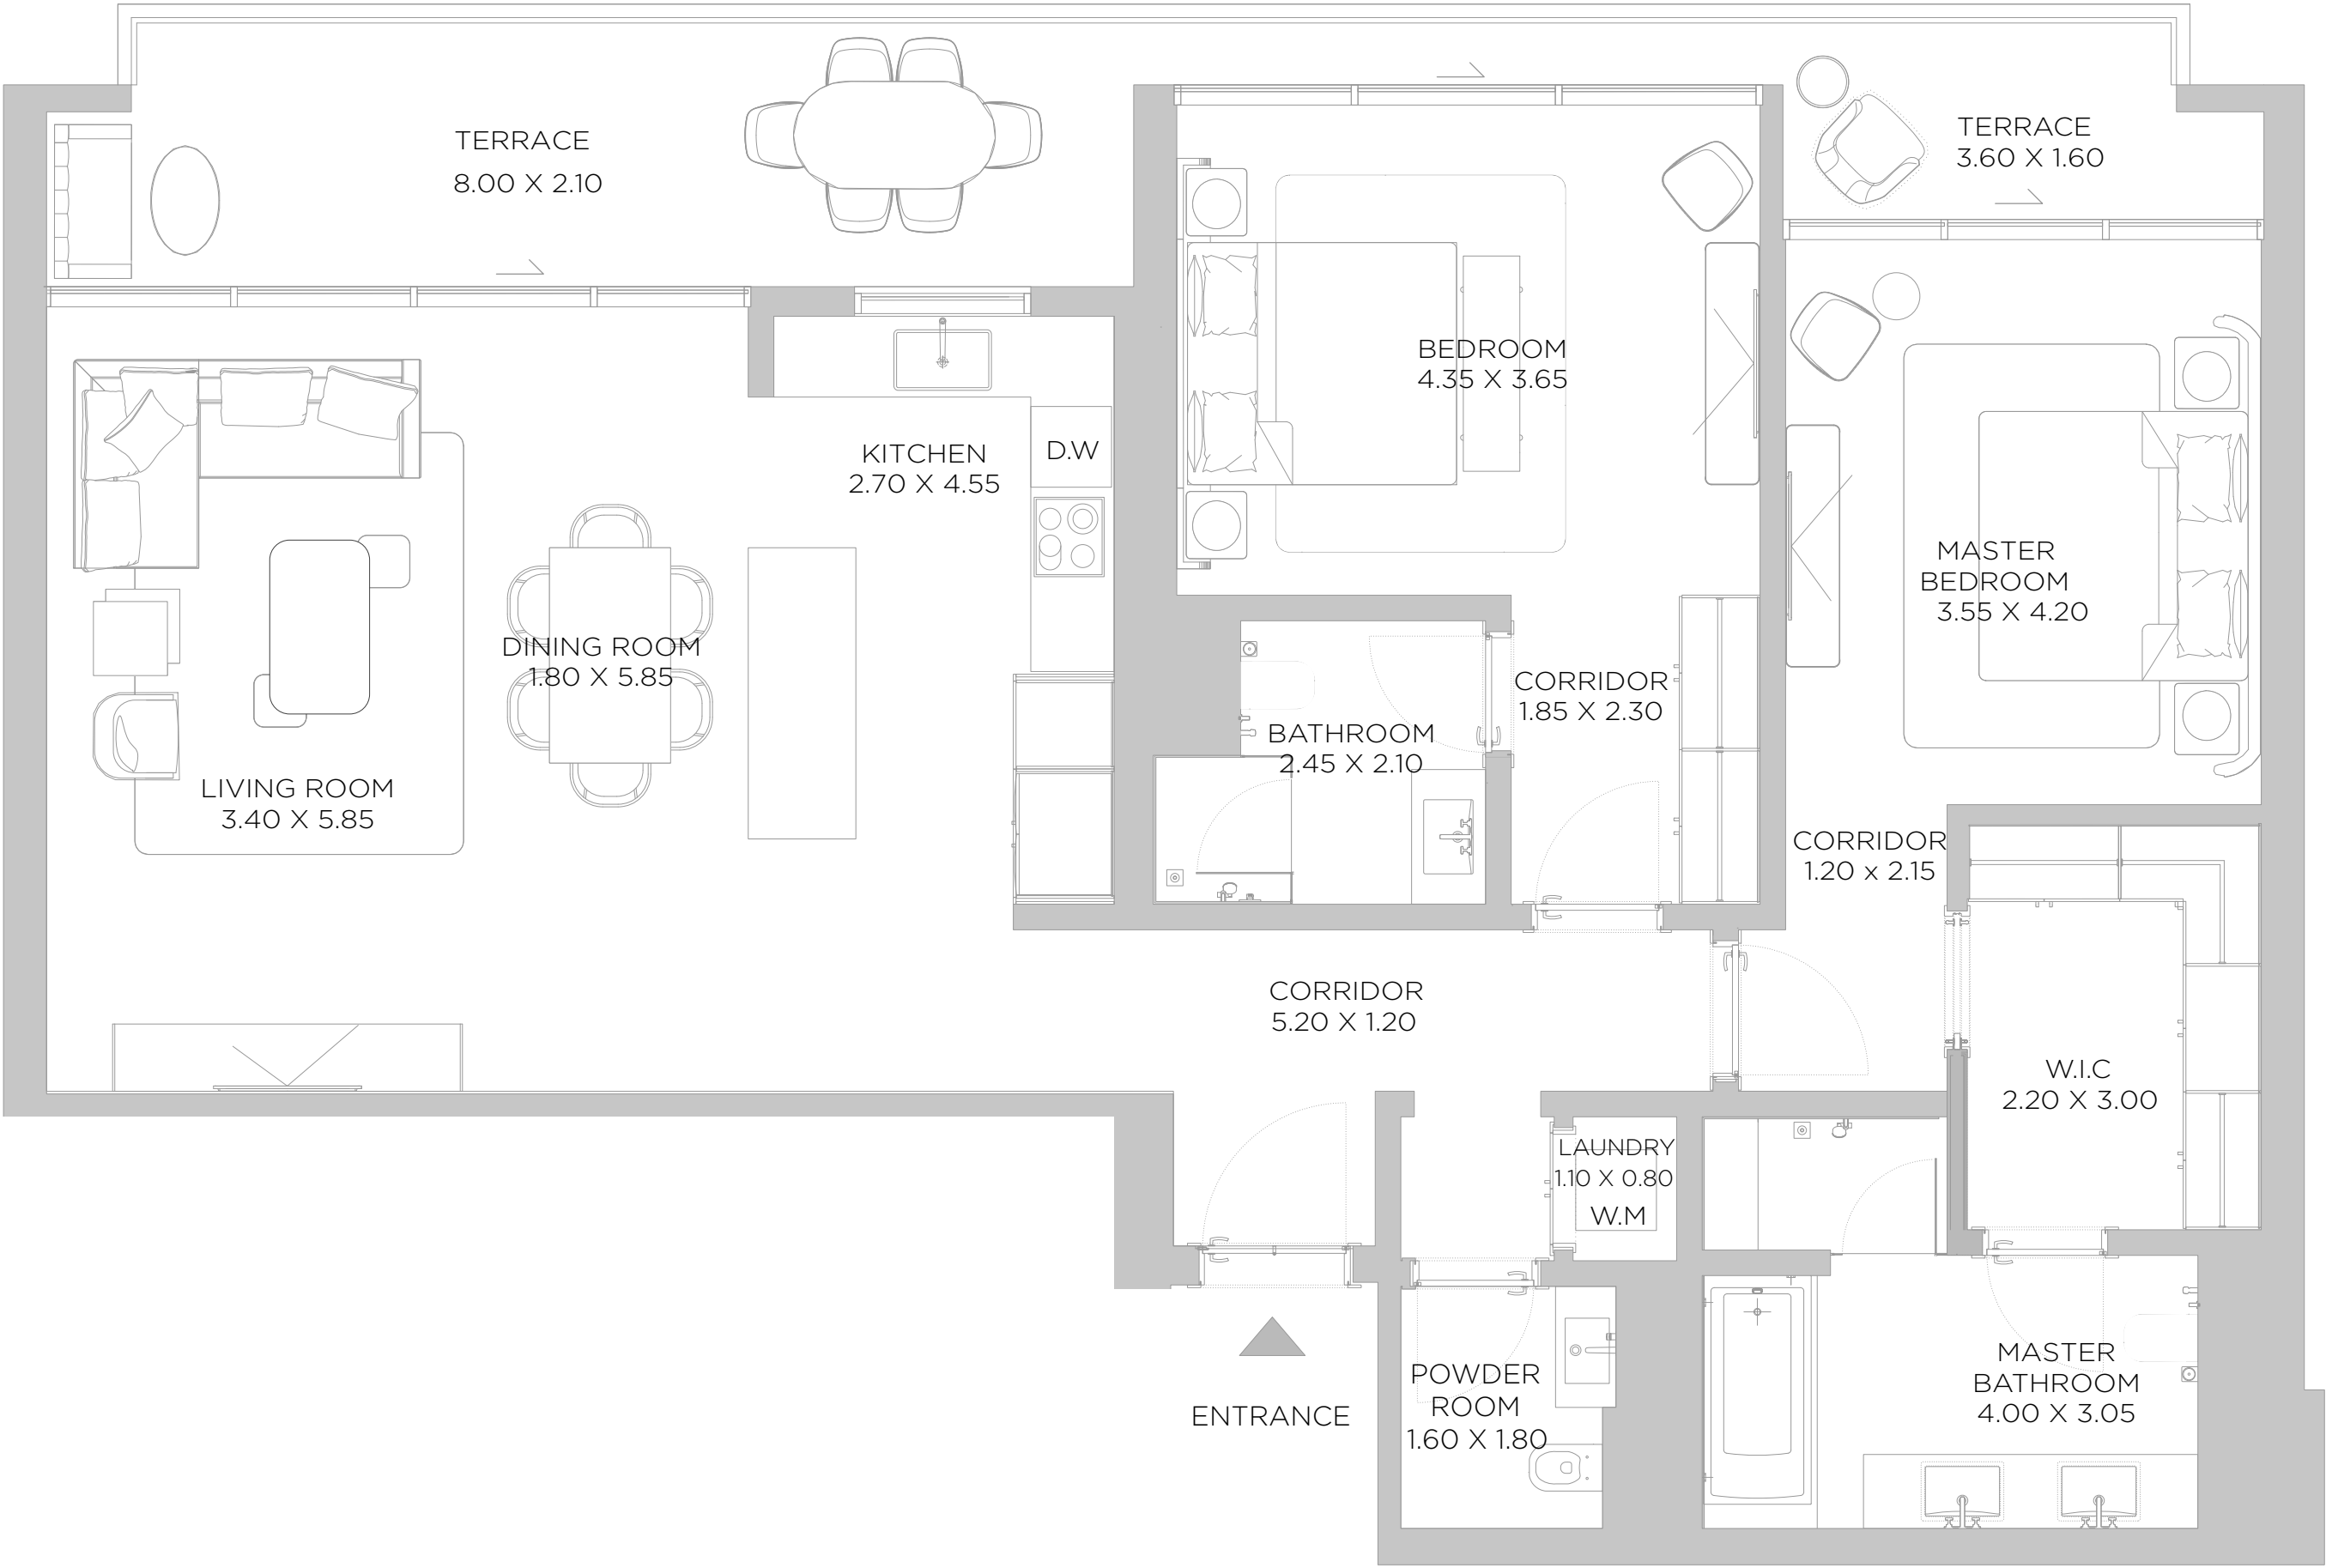 TERRACE
8.00 X 2.10
TERRACE
3.60 X 1.60
BEDROOM
4.35 X 3.65
KITCHEN
2.70 X 4.55
D.W
MASTER
BEDROOM
3.55 X 4.20
DINING ROOM
1.80 X 5.85
CORRIDOR
1.85 X 2.30
BATHROOM
2.45 X 2.10
LIVING ROOM
3.40 X 5.85
CORRIDOR
1.20 x 2.15
CORRIDOR
5.20 X 1.20
W.I.C
2.20 X 3.00
LAUNDRY
1.10 X 0.80
W.M
MASTER
BATHROOM
4.00 X 3.05
POWDER
ROOM
1.60 X 1.80
ENTRANCE